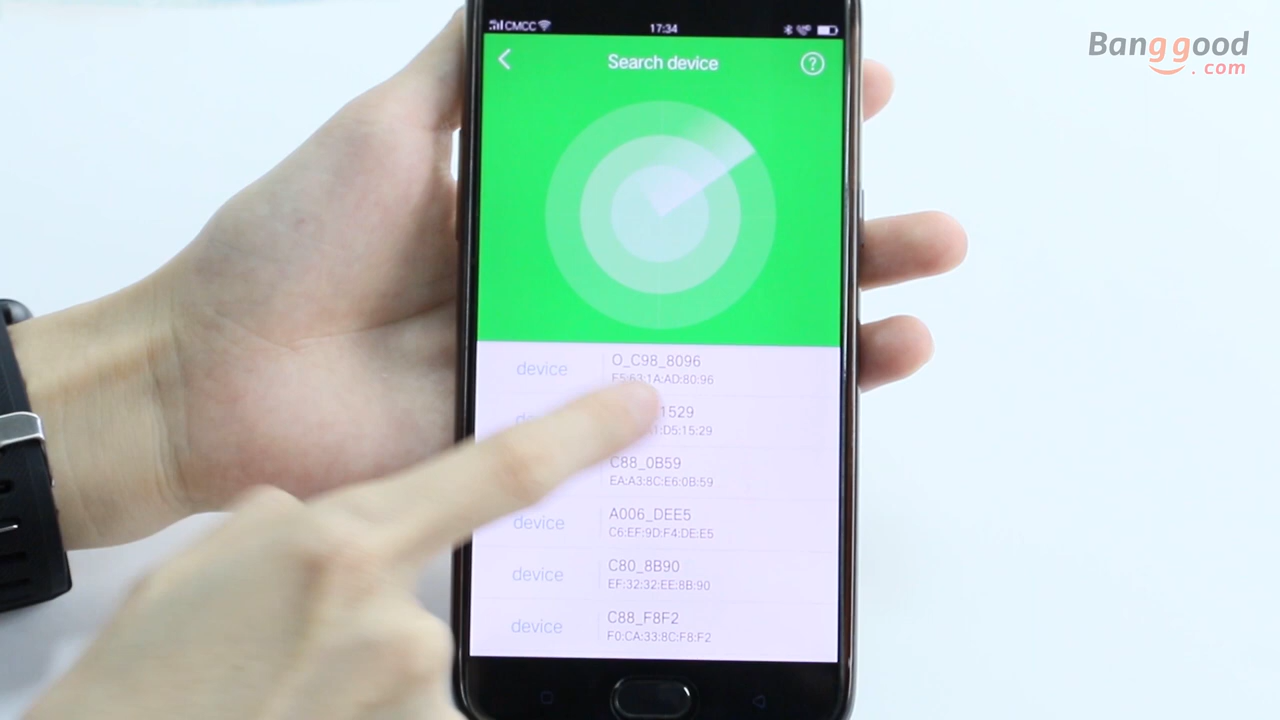 CMCC
17:34
Search device
?
Banggood
.com
device
O_C98_8096
E5:63:1A:AD:80:96
1529
A1:D5:15:29
C88_0B59
EA:A3:8C:E6:0B:59
device
A006_DEE5
C6:EF:9D:F4:DE:E5
device
C80_8B90
EF:32:32:EE:8B:90
device
C88_F8F2
F0:CA:33:8C:F8:F2